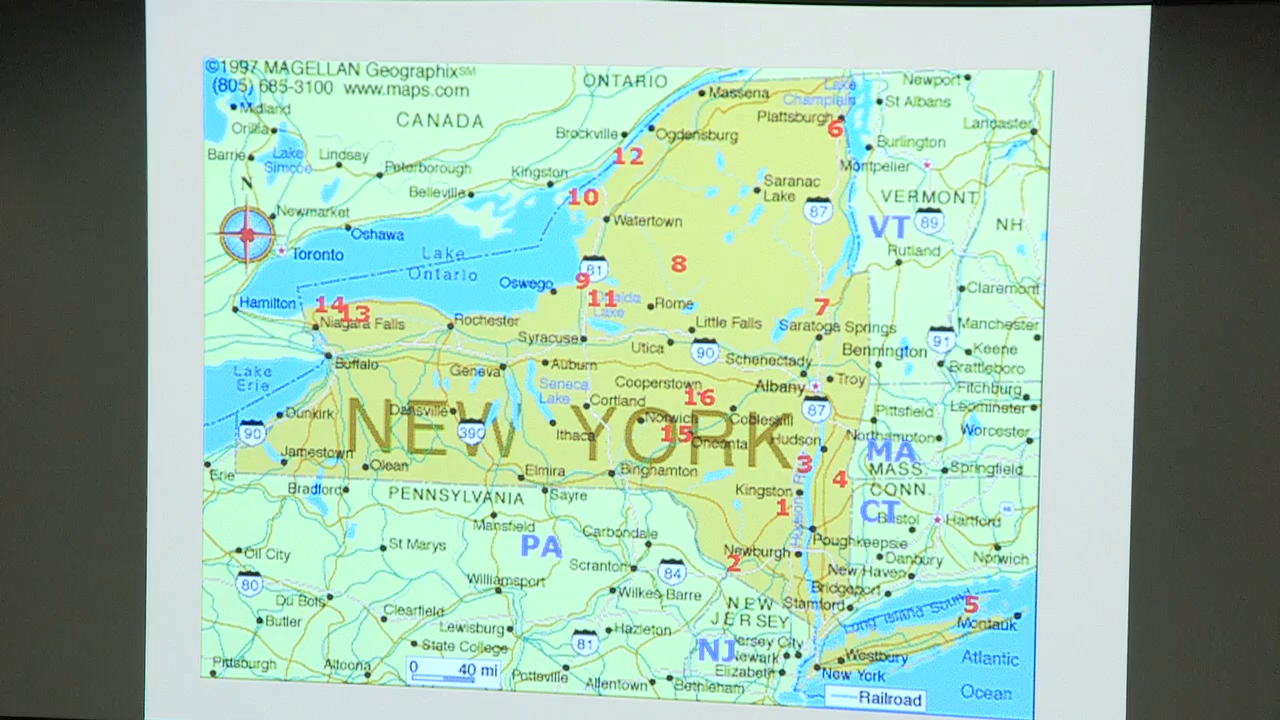 ©1997 MAGELLAN Geographix℠
(805) 685-3100 www.maps.com
ONTARIO
CANADA
Midland
Orillia
Barrie
Lake
Simcoe
Lindsay
Peterborough
Belleville
Kingston
Brockville
Ogdensburg
Massena
Lake
Champlain
Plattsburgh
6
Newport
St Albans
Lancaster
Burlington
Montpelier
VERMONT
VT
89
NH
Rutland
Claremont
N
Newmarket
Oshawa
Toronto
Hamilton
Lake
Ontario
12
10
Watertown
Saranac
Lake
87
8
81
9
Oswego
11
Lake
Rome
Little Falls
7
Saratoga Springs
14
13
Niagara Falls
Rochester
Syracuse
Utica
90
Schenectady
Bennington
91
Manchester
Keene
Brattleboro
Fitchburg
Leominster
Lake
Erie
Buffalo
Geneva
Auburn
Seneca
Lake
Cooperstown
Cortland
16
Albany
Troy
87
Pittsfield
Northampton
Worcester
Dunkirk
90
Dansville
390
NEW YORK
Ithaca
Norwich
15
Oneonta
Cobleskill
Hudson
MA
MASS.
Springfield
Erie
Jamestown
Olean
Elmira
Binghamton
3
4
Kingston
1
CONN.
CT
Bristol
Hartford
Bradford
PENNSYLVANIA
Sayre
Mansfield
PA
Carbondale
Scranton
Hudson R
Poughkeepsie
Newburgh
2
Danbury
Norwich
New Haven
Bridgeport
Oil City
80
St Marys
Williamsport
84
Wilkes-Barre
NEW
JERSEY
Stamford
Long Island Sound
5
Montauk
Du Bois
Butler
Clearfield
Lewisburg
State College
81
Hazleton
NJ
Jersey City
Newark
Elizabeth
Westbury
New York
Atlantic
Ocean
Pittsburgh
Altoona
0 40 mi
Pottsville
Allentown
Bethlehem
Railroad